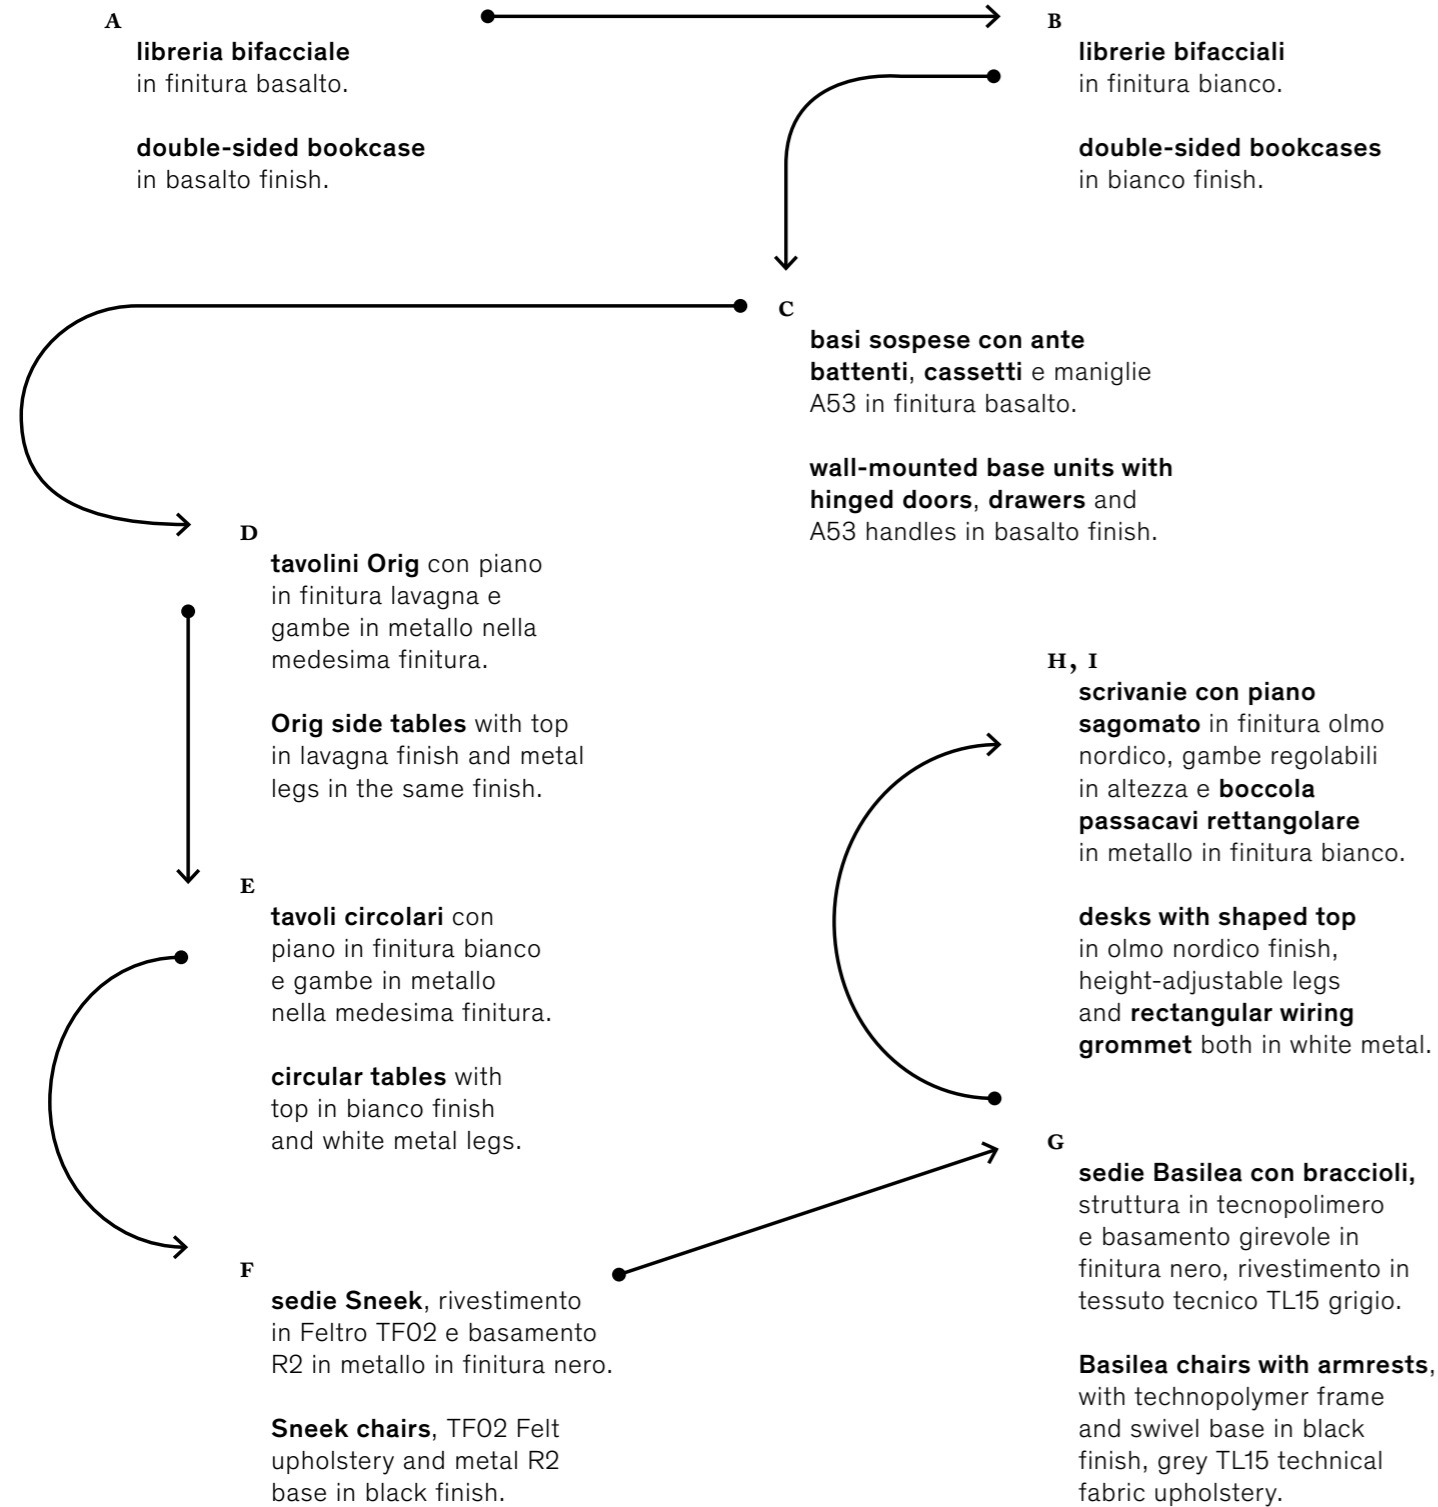 A
libreria bifacciale
in finitura basalto.
double-sided bookcase
in basalto finish.
B
librerie bifacciali
in finitura bianco.
double-sided bookcases
in bianco finish.
C
basi sospese con ante
battenti, cassetti e maniglie
A53 in finitura basalto.
wall-mounted base units with
hinged doors, drawers and
A53 handles in basalto finish.
D
tavolini Orig con piano
in finitura lavagna e
gambe in metallo nella
medesima finitura.
Orig side tables with top
in lavagna finish and metal
legs in the same finish.
E
tavoli circolari con
piano in finitura bianco
e gambe in metallo
nella medesima finitura.
circular tables with
top in bianco finish
and white metal legs.
F
sedie Sneek, rivestimento
in Feltro TF02 e basamento
R2 in metallo in finitura nero.
Sneek chairs, TF02 Felt
upholstery and metal R2
base in black finish.
G
sedie Basilea con braccioli,
struttura in tecnopolimero
e basamento girevole in
finitura nero, rivestimento in
tessuto tecnico TL15 grigio.
Basilea chairs with armrests,
with technopolymer frame
and swivel base in black
finish, grey TL15 technical
fabric upholstery.
H, I
scrivanie con piano
sagomato in finitura olmo
nordico, gambe regolabili
in altezza e boccola
passacavi rettangolare
in metallo in finitura bianco.
desks with shaped top
in olmo nordico finish,
height-adjustable legs
and rectangular wiring
grommet both in white metal.